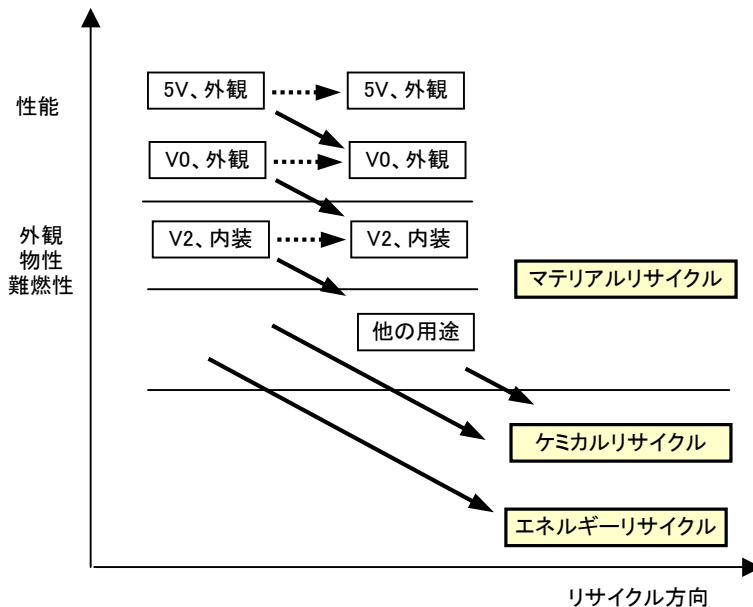 性能
5V、外観
5V、外観
V0、外観
V0、外観
外観
物性
難燃性
V2、内装
V2、内装
マテリアルリサイクル
他の用途
ケミカルリサイクル
エネルギーリサイクル
リサイクル方向